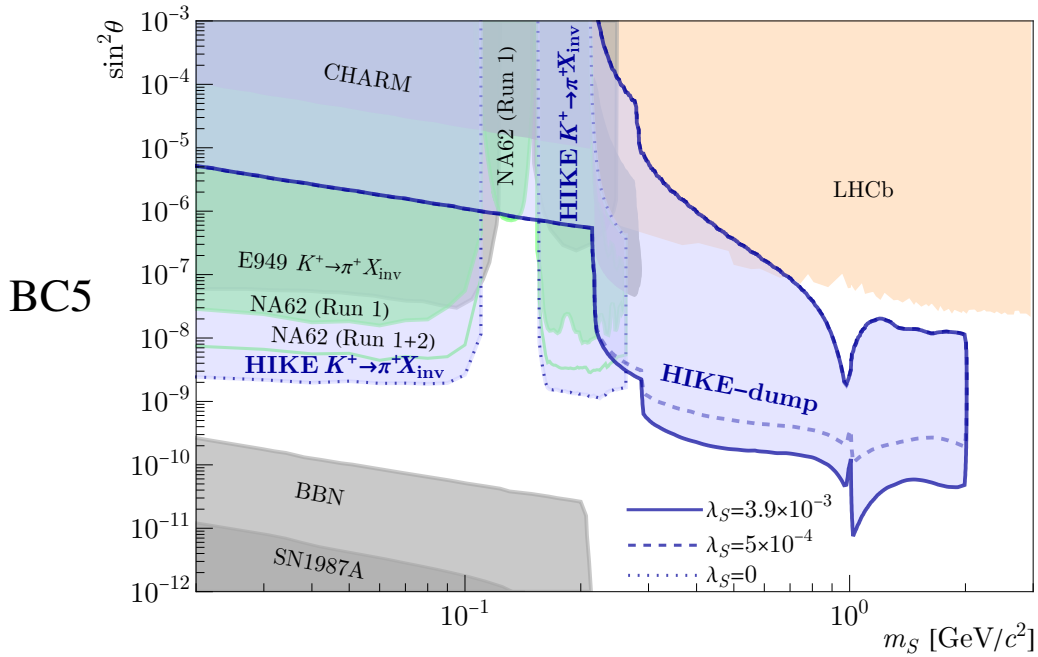 BC5
sin²θ
10⁻³
10⁻⁴
10⁻⁵
10⁻⁶
10⁻⁷
10⁻⁸
10⁻⁹
10⁻¹⁰
10⁻¹¹
10⁻¹²
CHARM
NA62 (Run 1)
HIKE K⁺→π⁺X_inv
LHCb
E949 K⁺→π⁺X_inv
NA62 (Run 1)
NA62 (Run 1+2)
HIKE K⁺→π⁺X_inv
HIKE–dump
BBN
SN1987A
λ_S=3.9×10⁻³
λ_S=5×10⁻⁴
λ_S=0
10⁻¹
10⁰
m_S [GeV/c²]